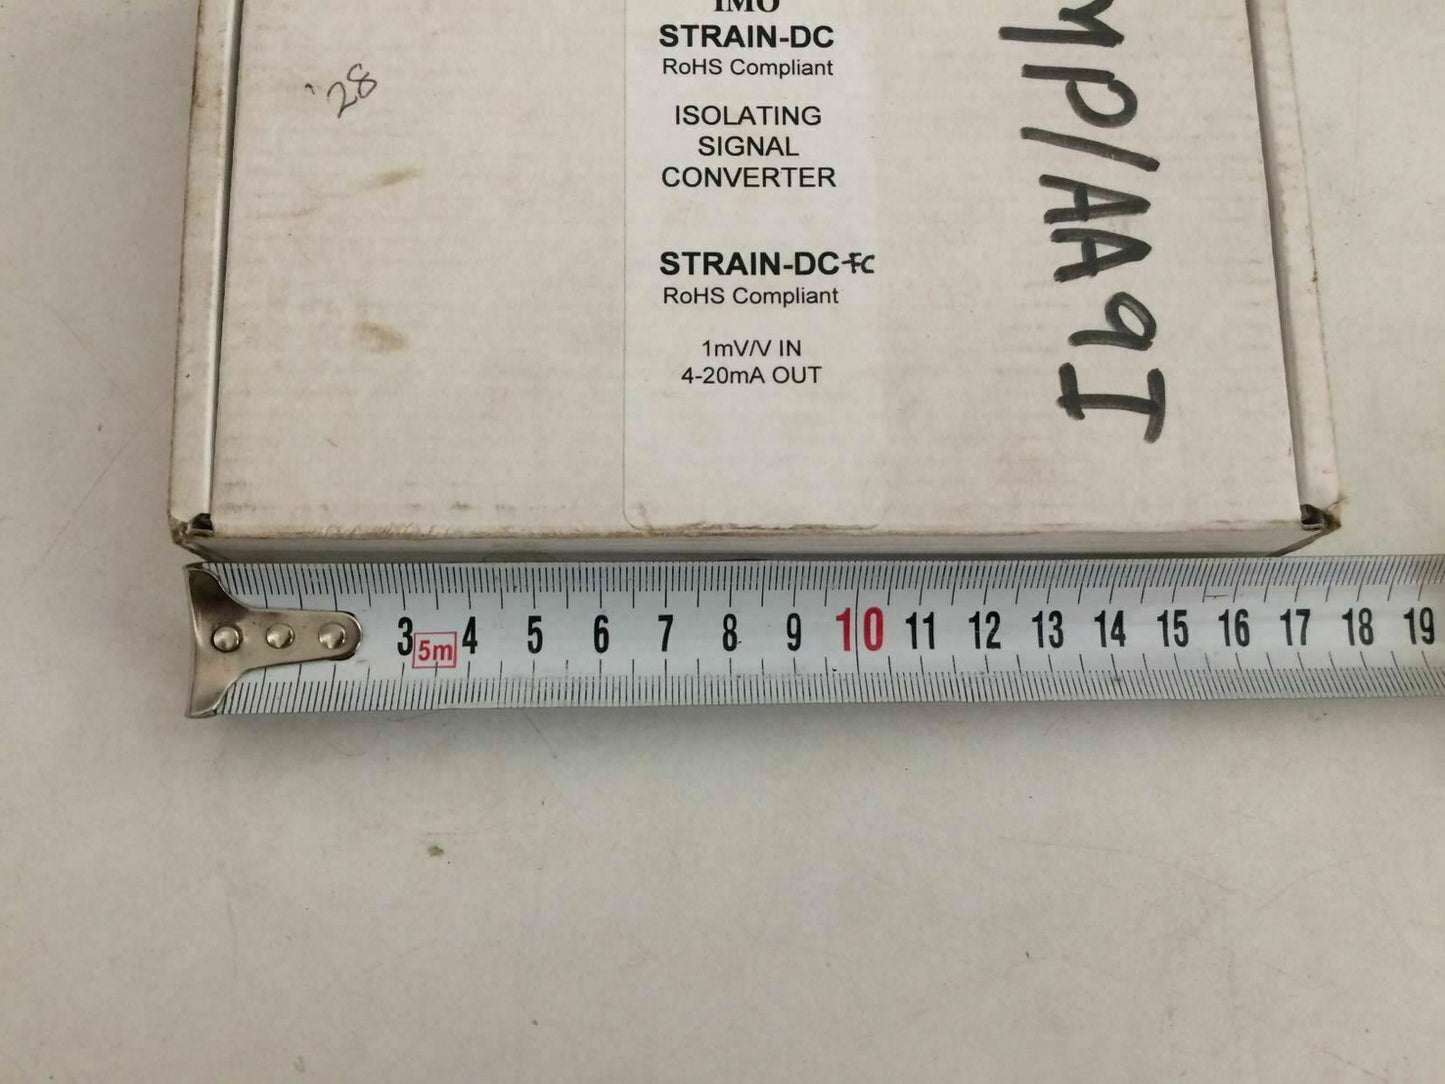 IMO
STRAIN-DC
RoHS Compliant
ISOLATING
SIGNAL
CONVERTER
STRAIN-DC-FC
RoHS Compliant
1mV/V IN
4-20mA OUT
'28
MP/AA9I
3 5m 4 5 6 7 8 9 10 11 12 13 14 15 16 17 18 19